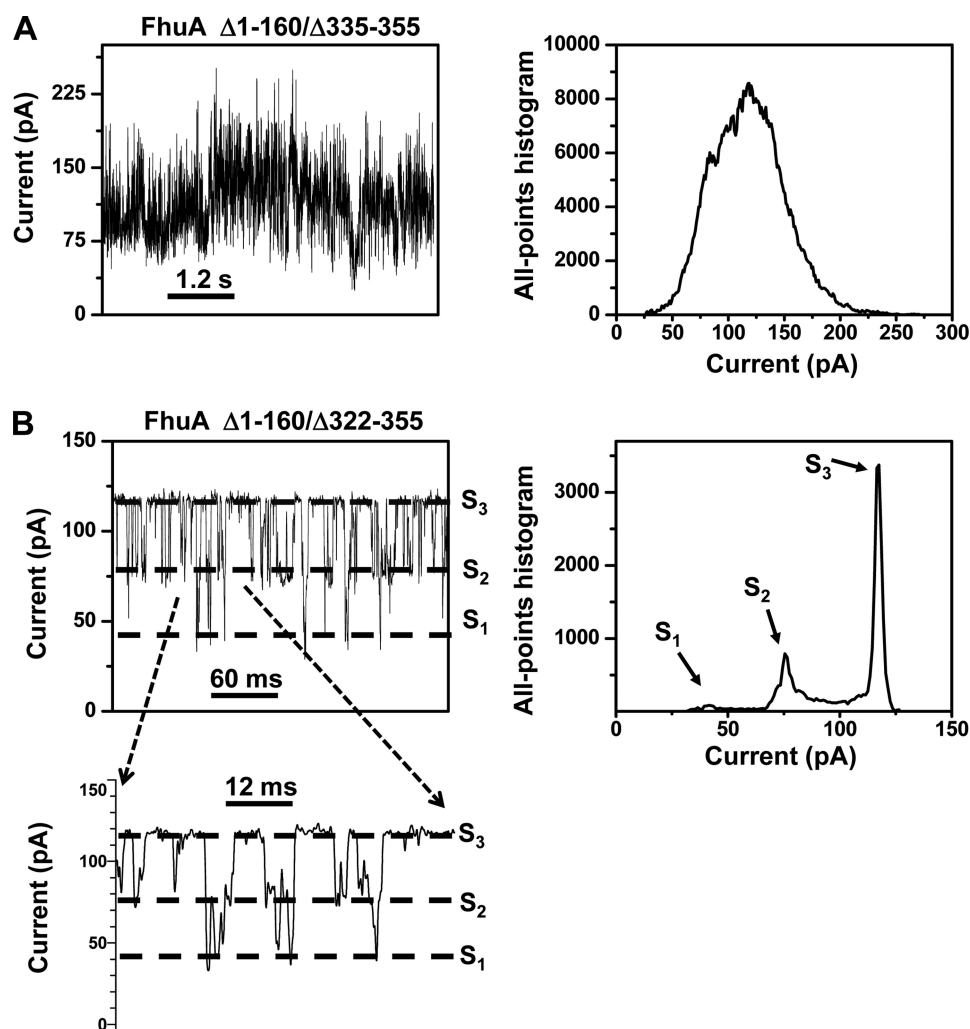 A
FhuA Δ1-160/Δ335-355
Current (pA)
225
150
75
0
1.2 s
All-points histogram
10000
8000
6000
4000
2000
0
0 50 100 150 200 250 300
Current (pA)
B
FhuA Δ1-160/Δ322-355
Current (pA)
150
100
50
0
S3
S2
S1
60 ms
All-points histogram
3000
2000
1000
S1
S2
S3
0 50 100 150
Current (pA)
12 ms
Current (pA)
150
100
50
0
S3
S2
S1